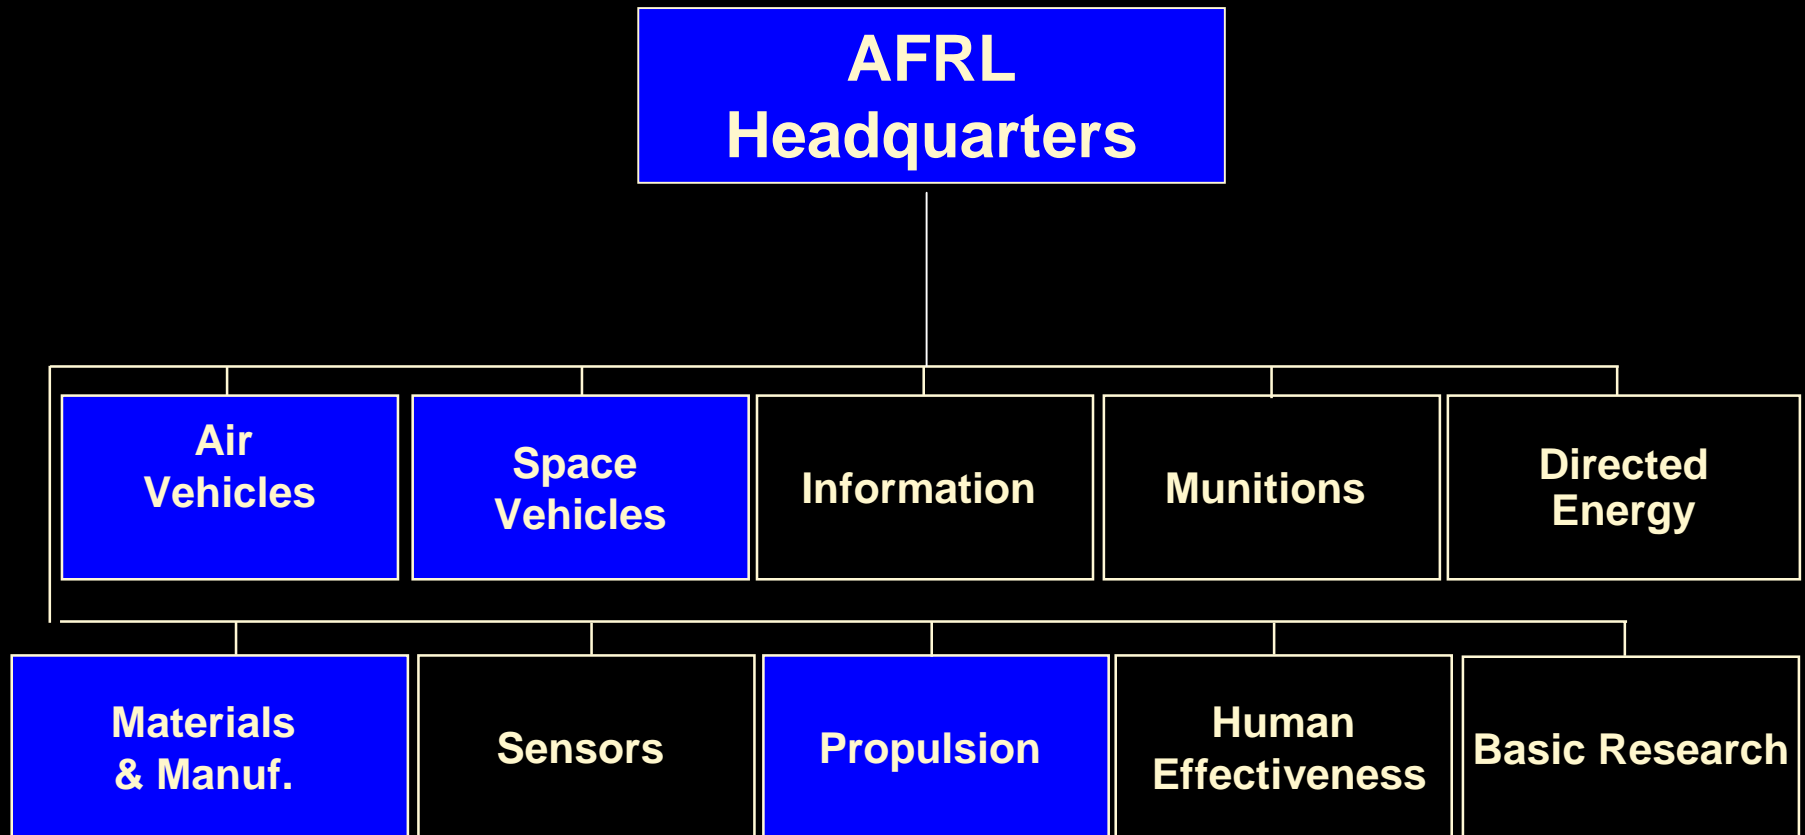 AFRL
Headquarters
Air
Vehicles
Space
Vehicles
Information
Munitions
Directed
Energy
Materials
& Manuf.
Sensors
Propulsion
Human
Effectiveness
Basic Research